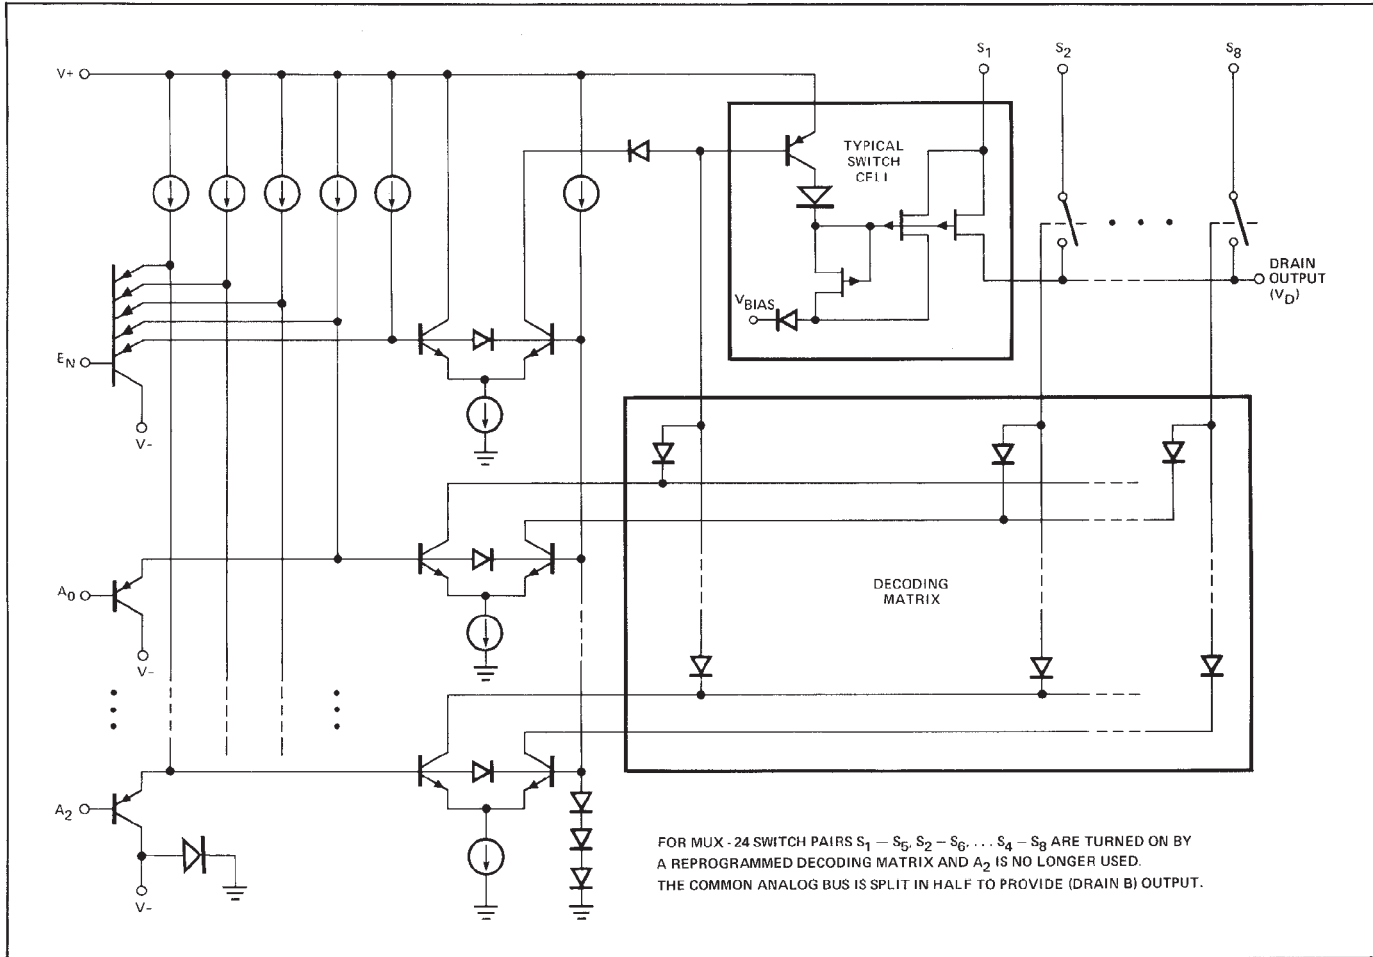 S1
S2
S8
V+
TYPICAL
SWITCH
CELL
DRAIN
OUTPUT
(VD)
VBIAS
EN
V-
A0
V-
DECODING
MATRIX
A2
V-
FOR MUX - 24 SWITCH PAIRS S1 – S5, S2 – S6, . . . S4 – S8 ARE TURNED ON BY
A REPROGRAMMED DECODING MATRIX AND A2 IS NO LONGER USED.
THE COMMON ANALOG BUS IS SPLIT IN HALF TO PROVIDE (DRAIN B) OUTPUT.